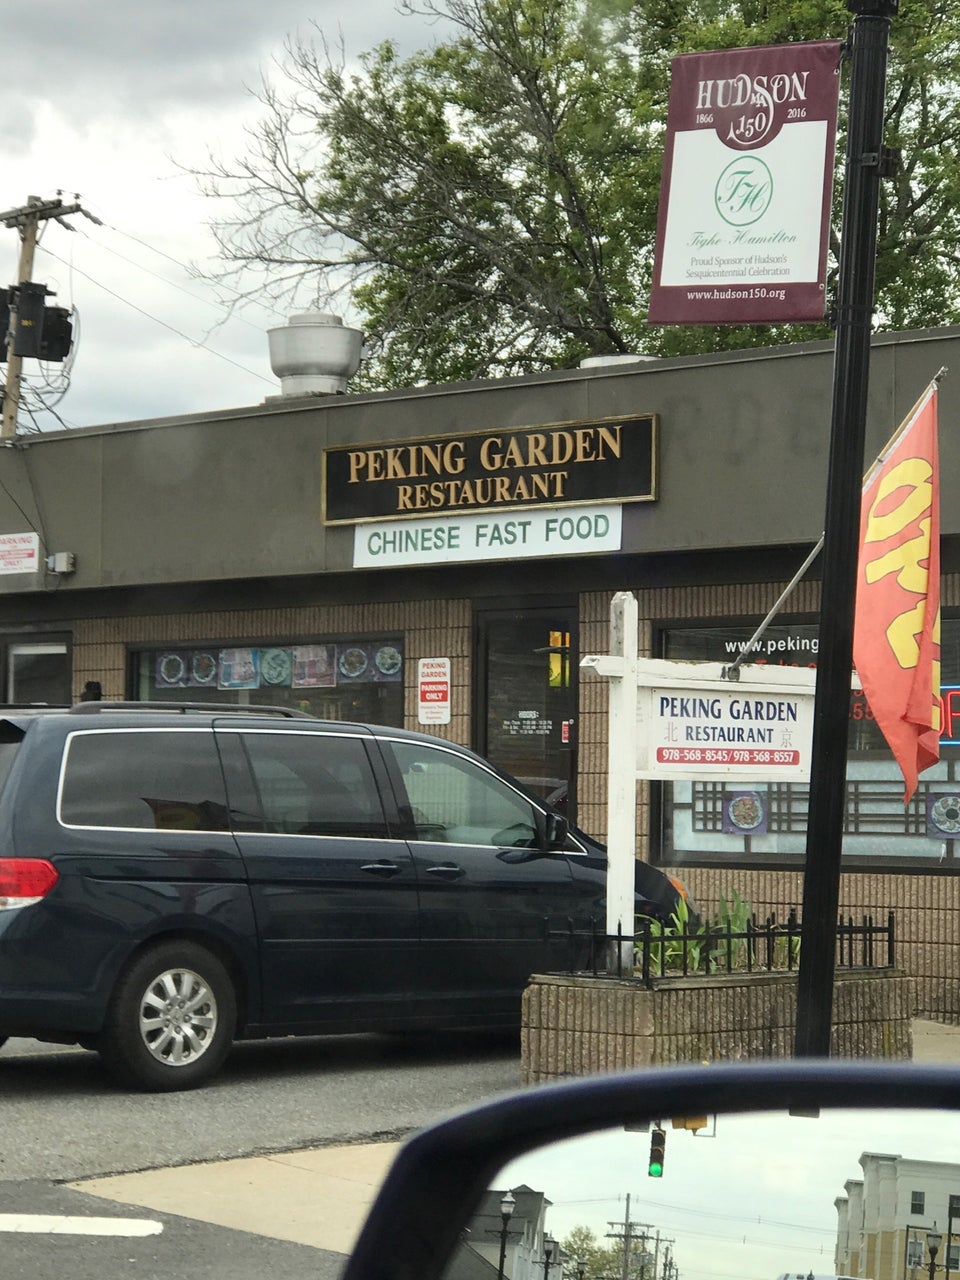 HUDSON
MA
1866 150 2016
TH
Tighe Hamilton
Proud Sponsor of Hudson's
Sesquicentennial Celebration
www.hudson150.org
PEKING GARDEN
RESTAURANT
CHINESE FAST FOOD
PARKING
ONLY!
PEKING
GARDEN
PARKING
ONLY
HOURS:
www.peking
PEKING GARDEN
北 RESTAURANT 京
978-568-8545/978-568-8557